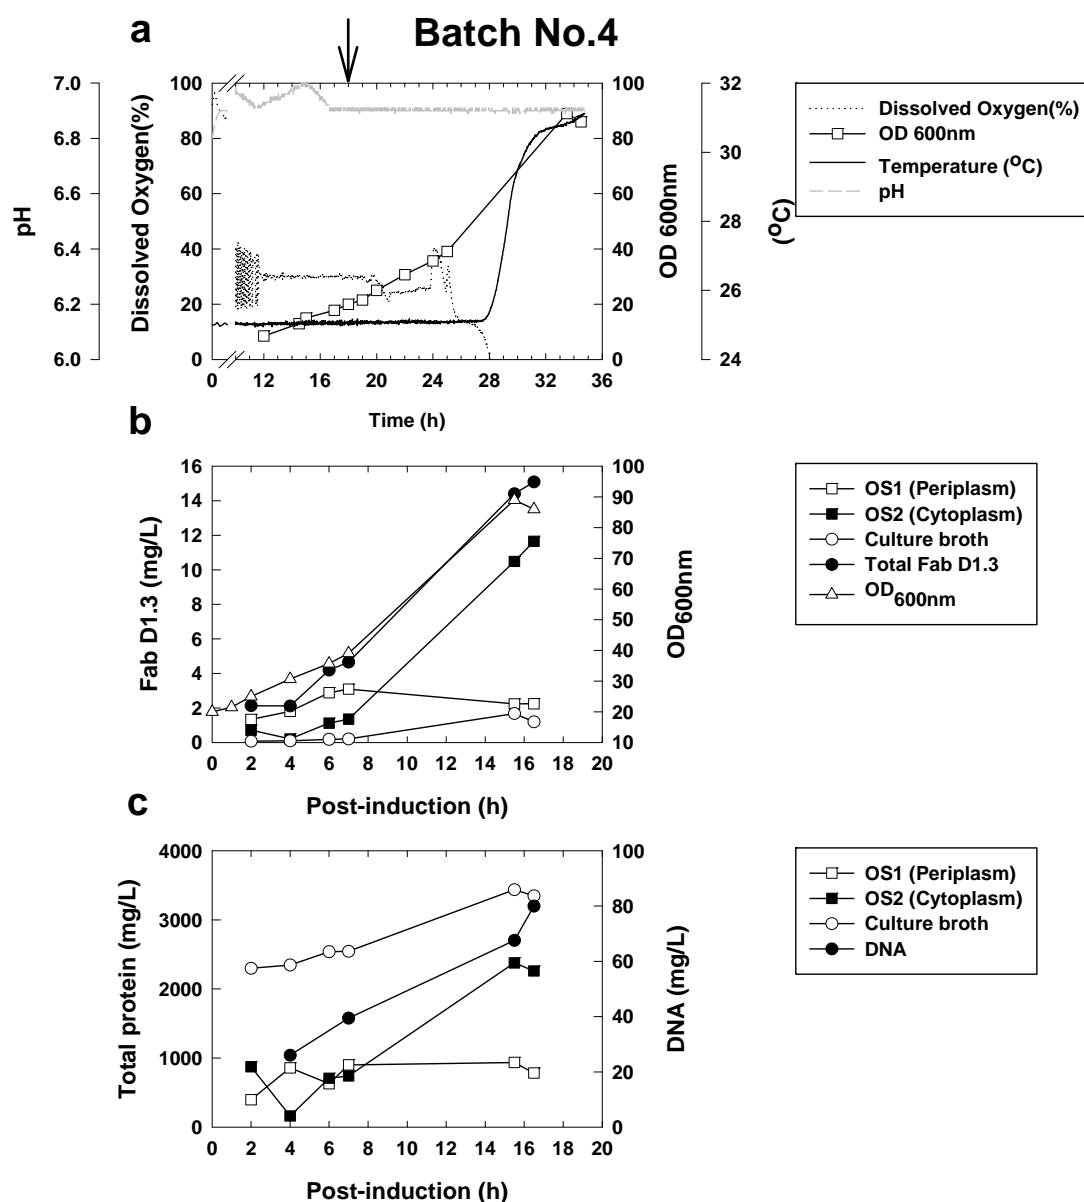 a
Batch No.4
7.0 100 100 32
6.8 80 80 30
6.6 60 60 28
6.4 40 40
6.2 20 20 26
6.0 0 0 24
pH
Dissolved Oxygen(%)
OD 600nm
(oC)
0 12 16 20 24 28 32 36
Time (h)
Dissolved Oxygen(%)
OD 600nm
Temperature (oC)
pH
b
16 100
14 90
12 80
10 70
8 60
6 50
4 40
2 30
0 20
10
Fab D1.3 (mg/L)
OD600nm
0 2 4 6 8 10 12 14 16 18 20
Post-induction (h)
OS1 (Periplasm)
OS2 (Cytoplasm)
Culture broth
Total Fab D1.3
OD600nm
c
4000 100
3000 80
2000 60
1000 40
0 20
0
Total protein (mg/L)
DNA (mg/L)
0 2 4 6 8 10 12 14 16 18 20
Post-induction (h)
OS1 (Periplasm)
OS2 (Cytoplasm)
Culture broth
DNA